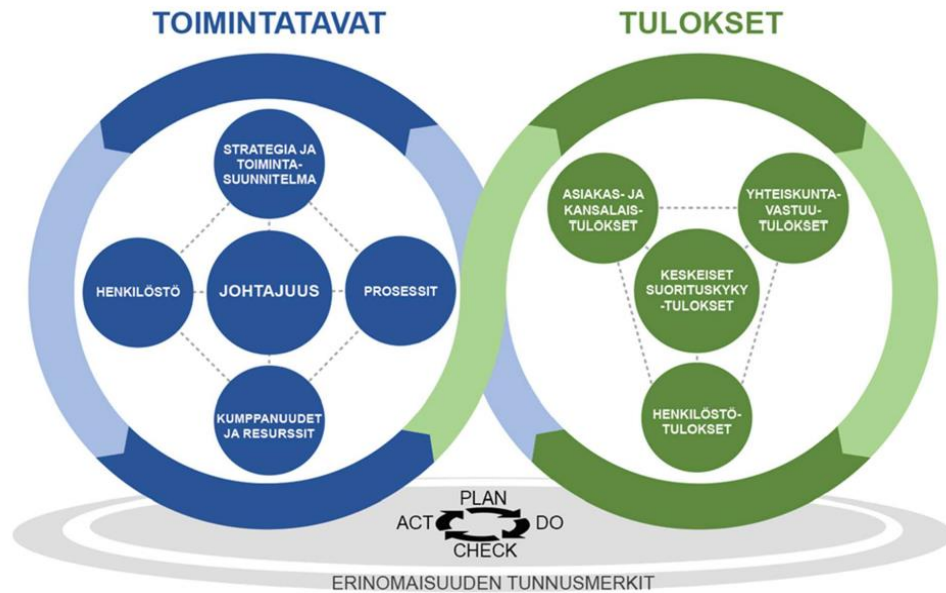 TOIMINTATAVAT
TULOKSET
STRATEGIA JA
TOIMINTA-
SUUNNITELMA
HENKILÖSTÖ
JOHTAJUUS
PROSESSIT
KUMPPANUUDET
JA RESURSSIT
ASIAKAS- JA
KANSALAIS-
TULOKSET
YHTEISKUNTA-
VASTUU-
TULOKSET
KESKEISET
SUORITUSKYKY
-TULOKSET
HENKILÖSTÖ-
TULOKSET
PLAN
ACT DO
CHECK
ERINOMAISUUDEN TUNNUSMERKIT